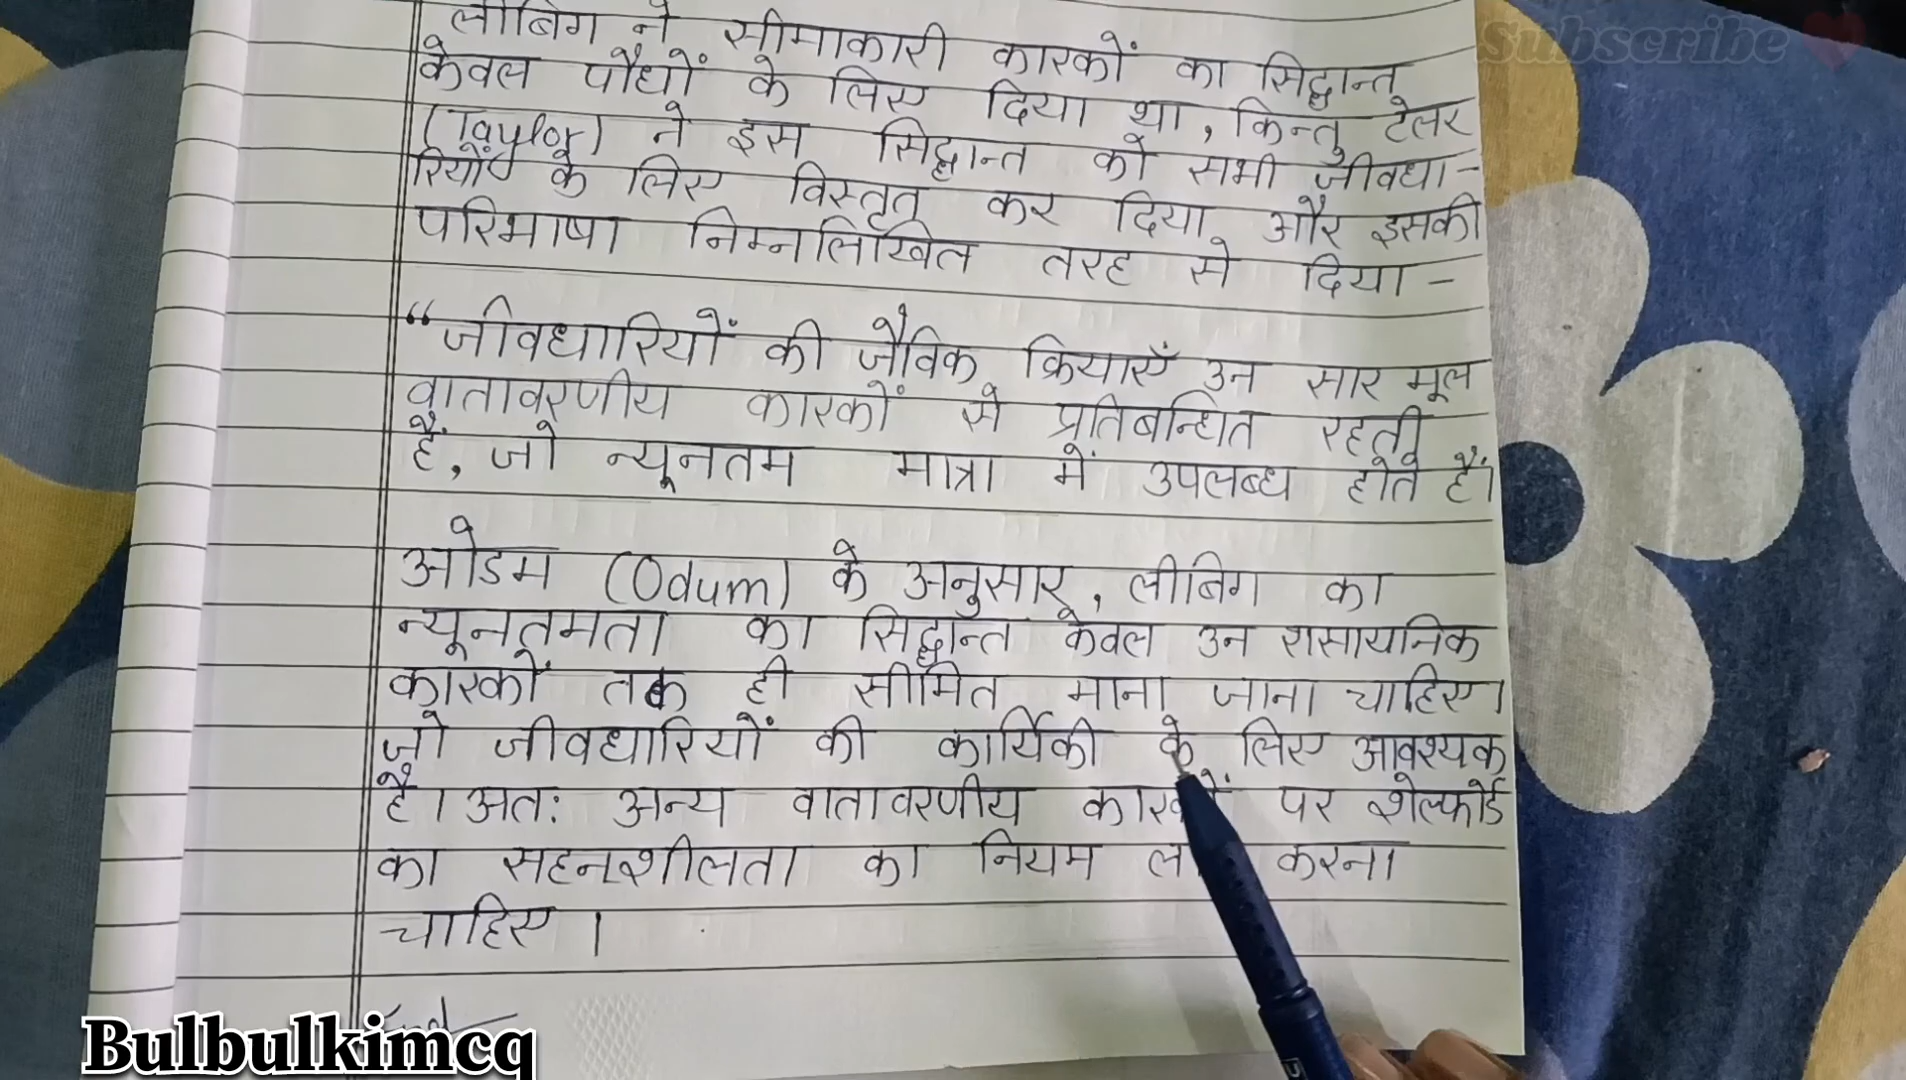 लीबिग ने सीमाकारी कारकों का सिद्धान्त
केवल पौधों के लिए दिया था, किन्तु टेलर
(Taylor) ने इस सिद्धान्त को सभी जीवधा-
रियों के लिए विस्तृत कर दिया और इसकी
परिभाषा निम्नलिखित तरह से दिया -
“जीवधारियों की जैविक क्रियाएँ उन सार मूल
वातावरणीय कारकों से प्रतिबन्धित रहती
हैं, जो न्यूनतम मात्रा में उपलब्ध होते हैं।
ओडम (Odum) के अनुसार, लीबिग का
न्यूनतमता का सिद्धान्त केवल उन रासायनिक
कारकों तक ही सीमित माना जाना चाहिए।
जो जीवधारियों की कार्यिकी के लिए आवश्यक
है। अतः अन्य वातावरणीय कारकों पर शेल्फोर्ड
का सहनशीलता का नियम करना
चाहिए।
Subscribe
Bulbulkimcq